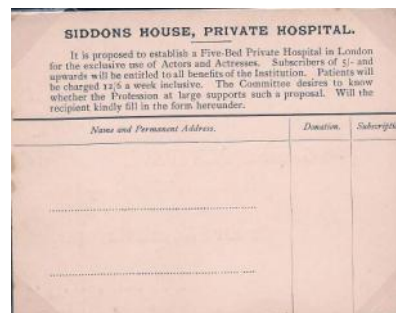 SIDDONS HOUSE, PRIVATE HOSPITAL.
It is proposed to establish a Five-Bed Private Hospital in London
for the exclusive use of Actors and Actresses. Subscribers of 5/- and
upwards will be entitled to all benefits of the Institution. Patients will
be charged 12/6 a week inclusive. The Committee desires to know
whether the Profession at large supports such a proposal. Will the
recipient kindly fill in the form hereunder.
Name and Permanent Address. Donation. Subscripti